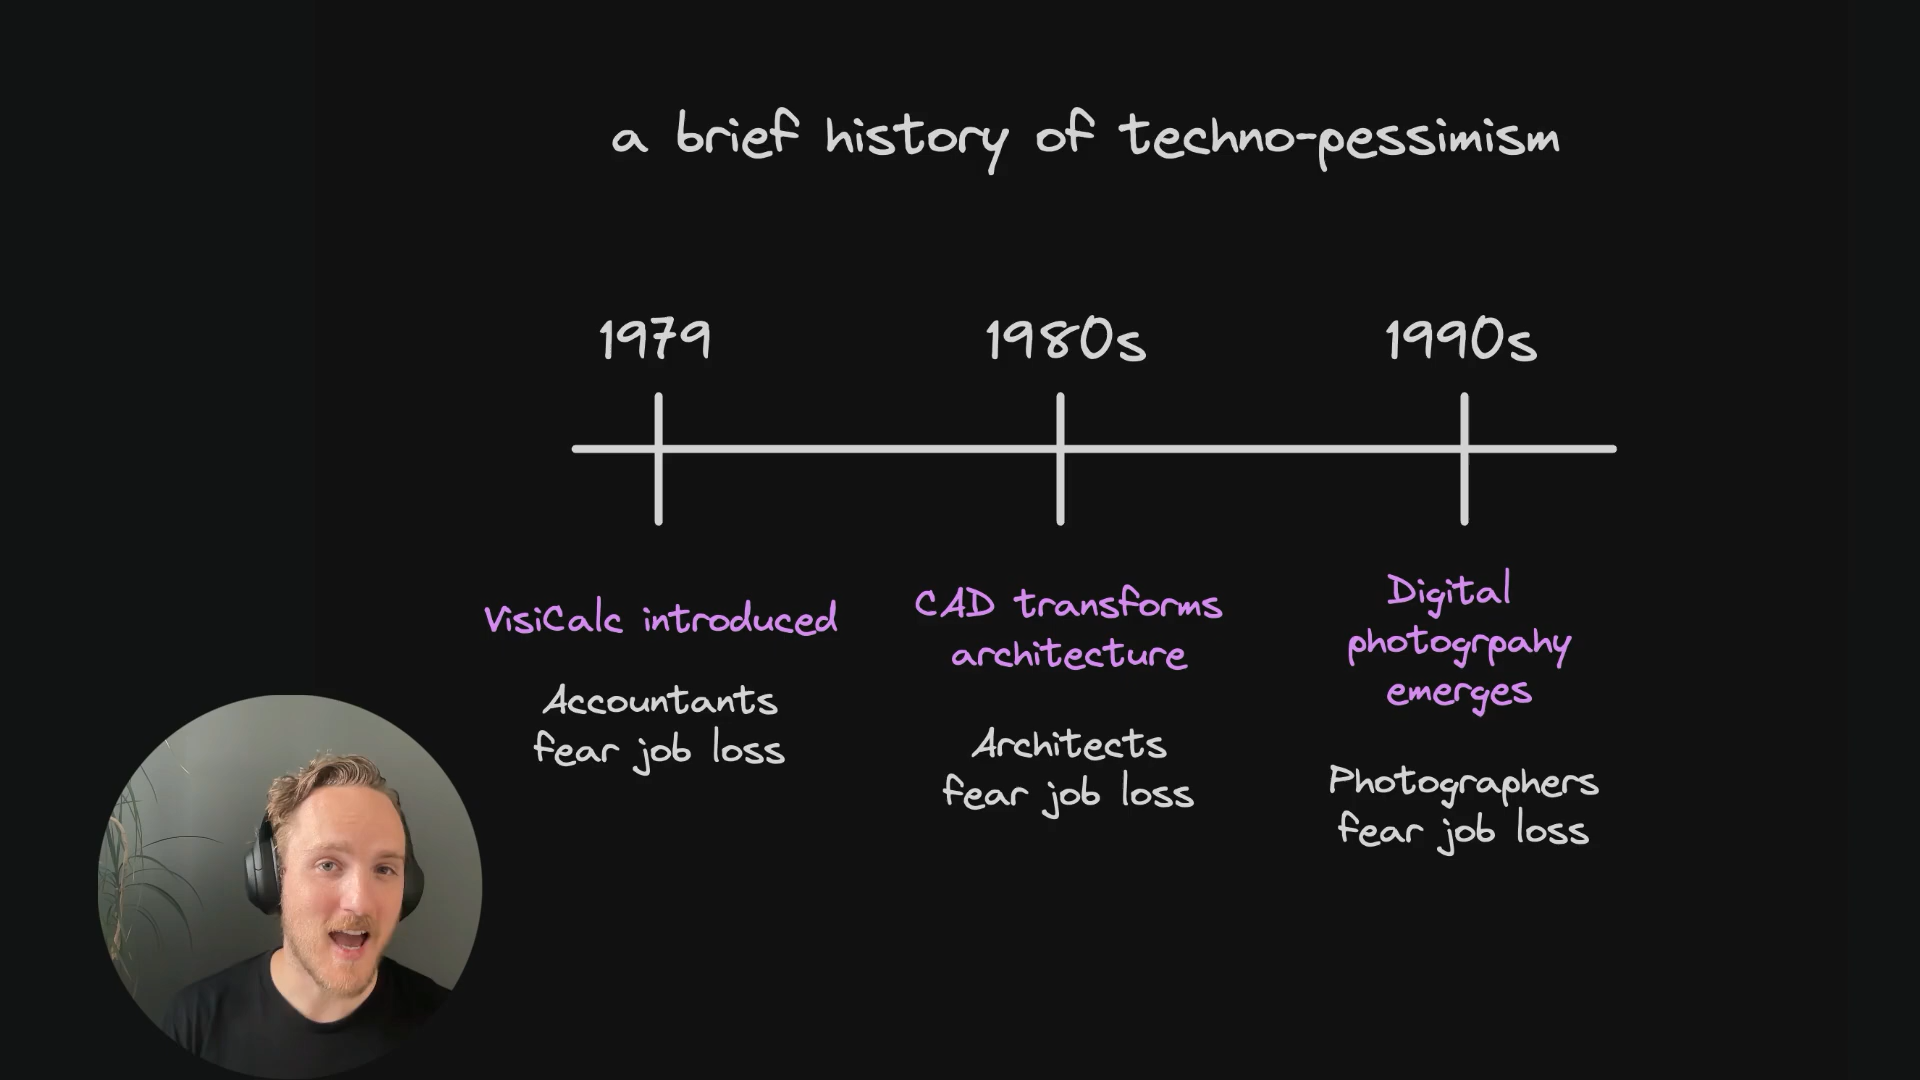 a brief history of techno-pessimism
1979
1980s
1990s
VisiCalc introduced
Accountants
fear job loss
CAD transforms
architecture
Architects
fear job loss
Digital
photogrpahy
emerges
Photographers
fear job loss